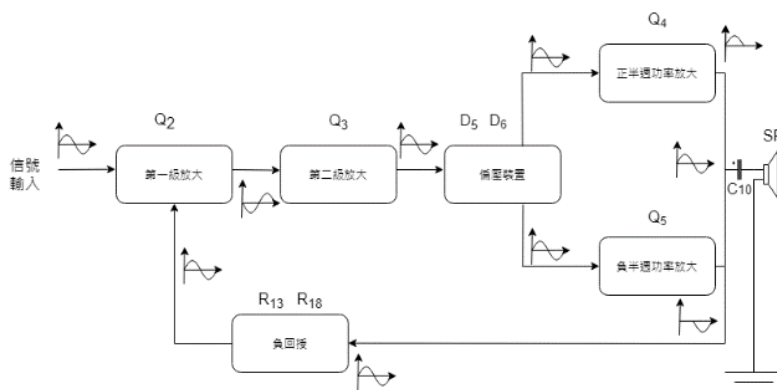 Q4
正半週功率放大
Q2
Q3
D5 D6
信號
輸入
第一級放大
第二級放大
偏壓裝置
SP
C10
Q5
負半週功率放大
R13 R18
負回授